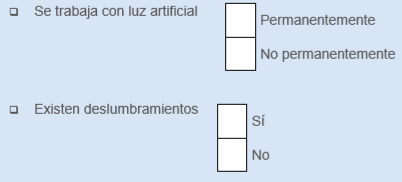 Se trabaja con luz artificial
Permanentemente
No permanentemente
Existen deslumbramientos
Sí
No